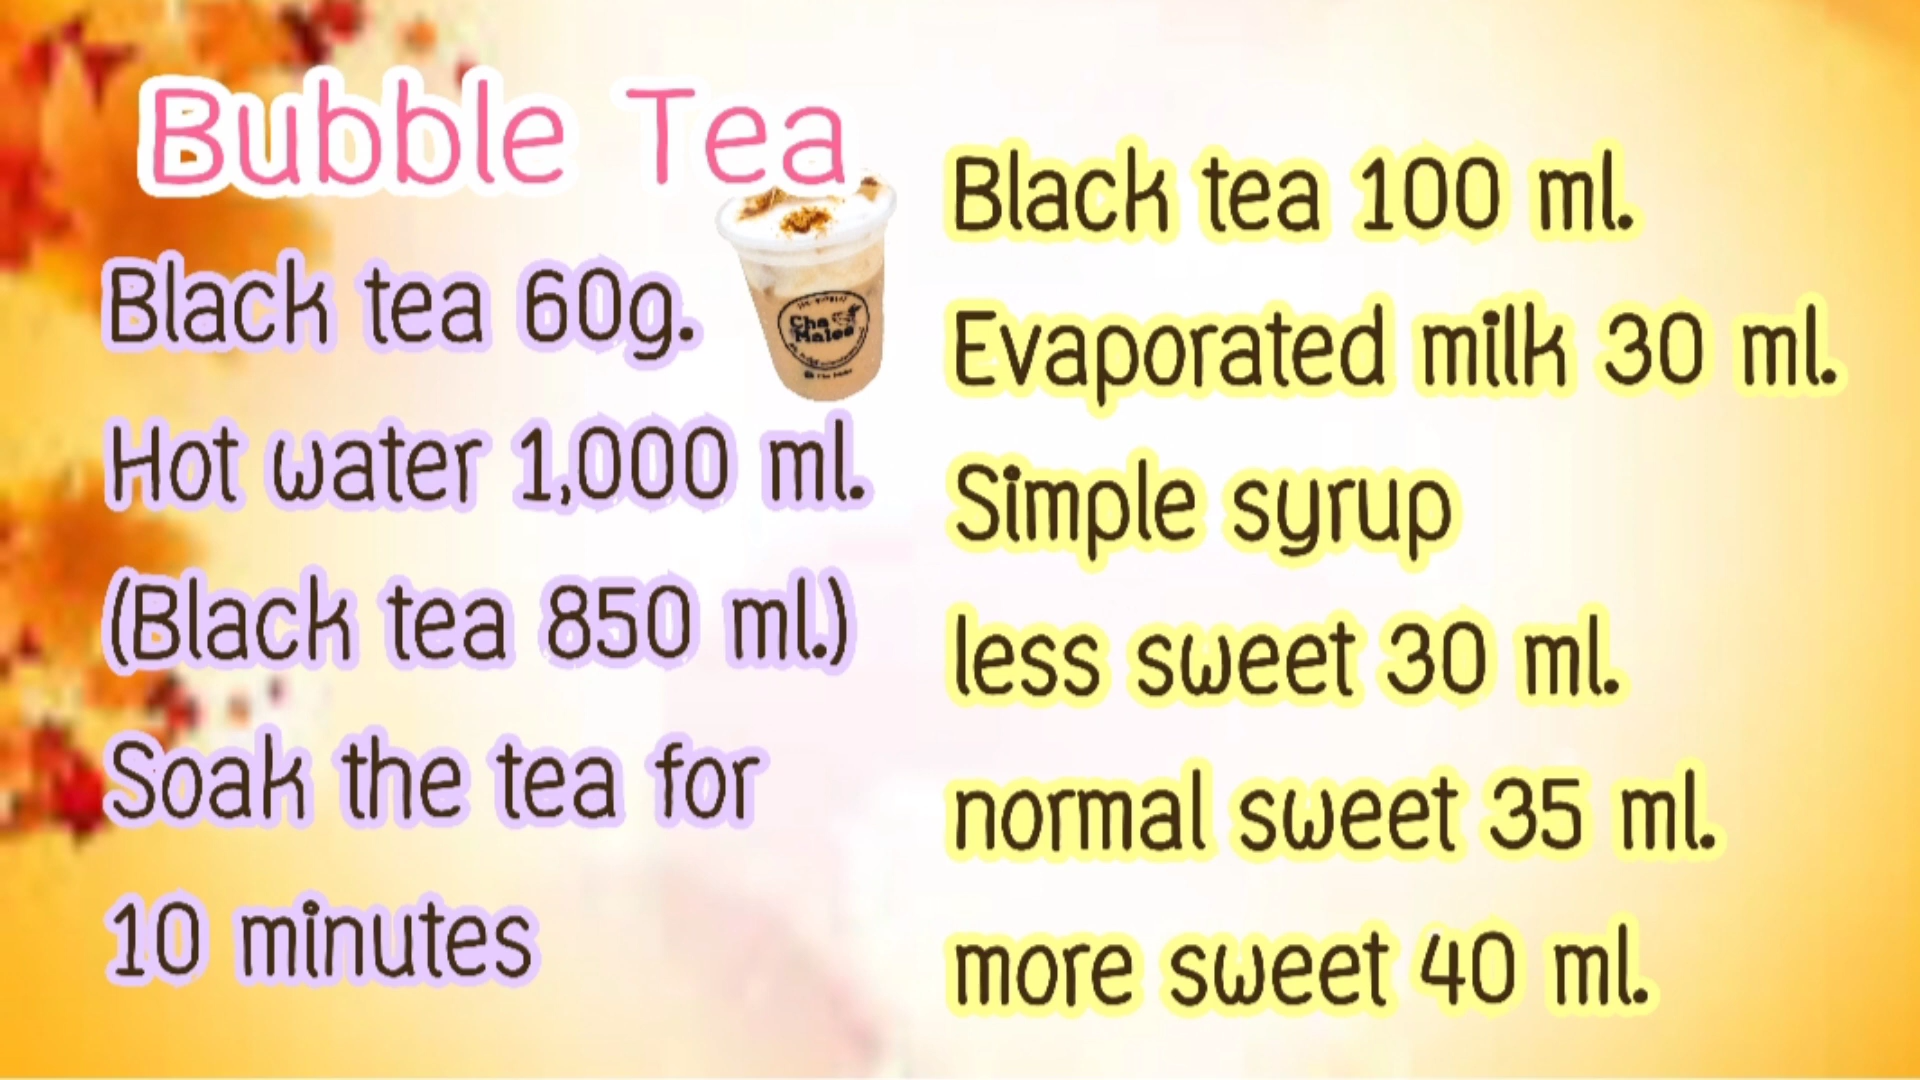 Bubble Tea
Black tea 60g.
Hot water 1,000 ml.
(Black tea 850 ml.)
Soak the tea for
10 minutes
Cha
Black tea 100 ml.
Evaporated milk 30 ml.
Simple syrup
less sweet 30 ml.
normal sweet 35 ml.
more sweet 40 ml.